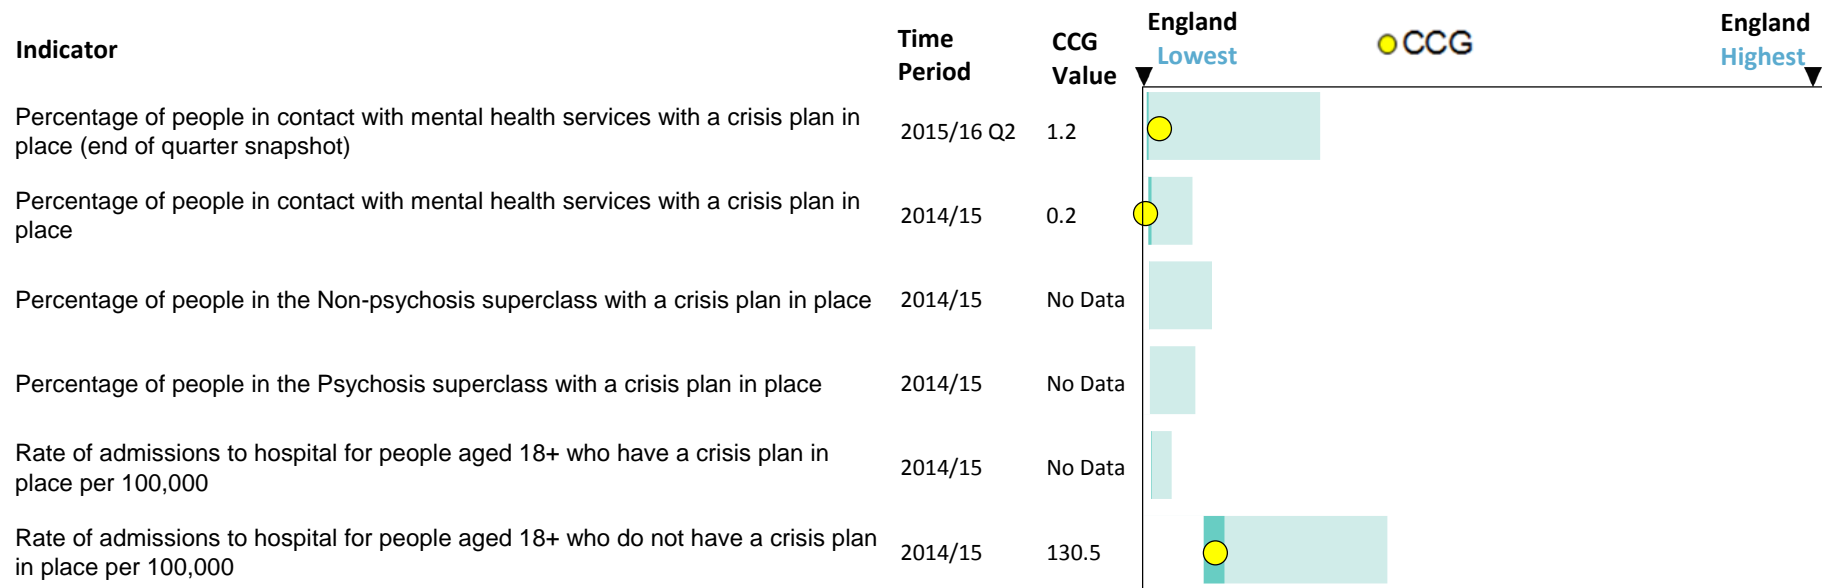 Indicator
Time
Period
CCG
Value
England
Lowest
CCG
England
Highest
Percentage of people in contact with mental health services with a crisis plan in
place (end of quarter snapshot)
2015/16 Q2
1.2
Percentage of people in contact with mental health services with a crisis plan in
place
2014/15
0.2
Percentage of people in the Non-psychosis superclass with a crisis plan in place
2014/15
No Data
Percentage of people in the Psychosis superclass with a crisis plan in place
2014/15
No Data
Rate of admissions to hospital for people aged 18+ who have a crisis plan in
place per 100,000
2014/15
No Data
Rate of admissions to hospital for people aged 18+ who do not have a crisis plan
in place per 100,000
2014/15
130.5